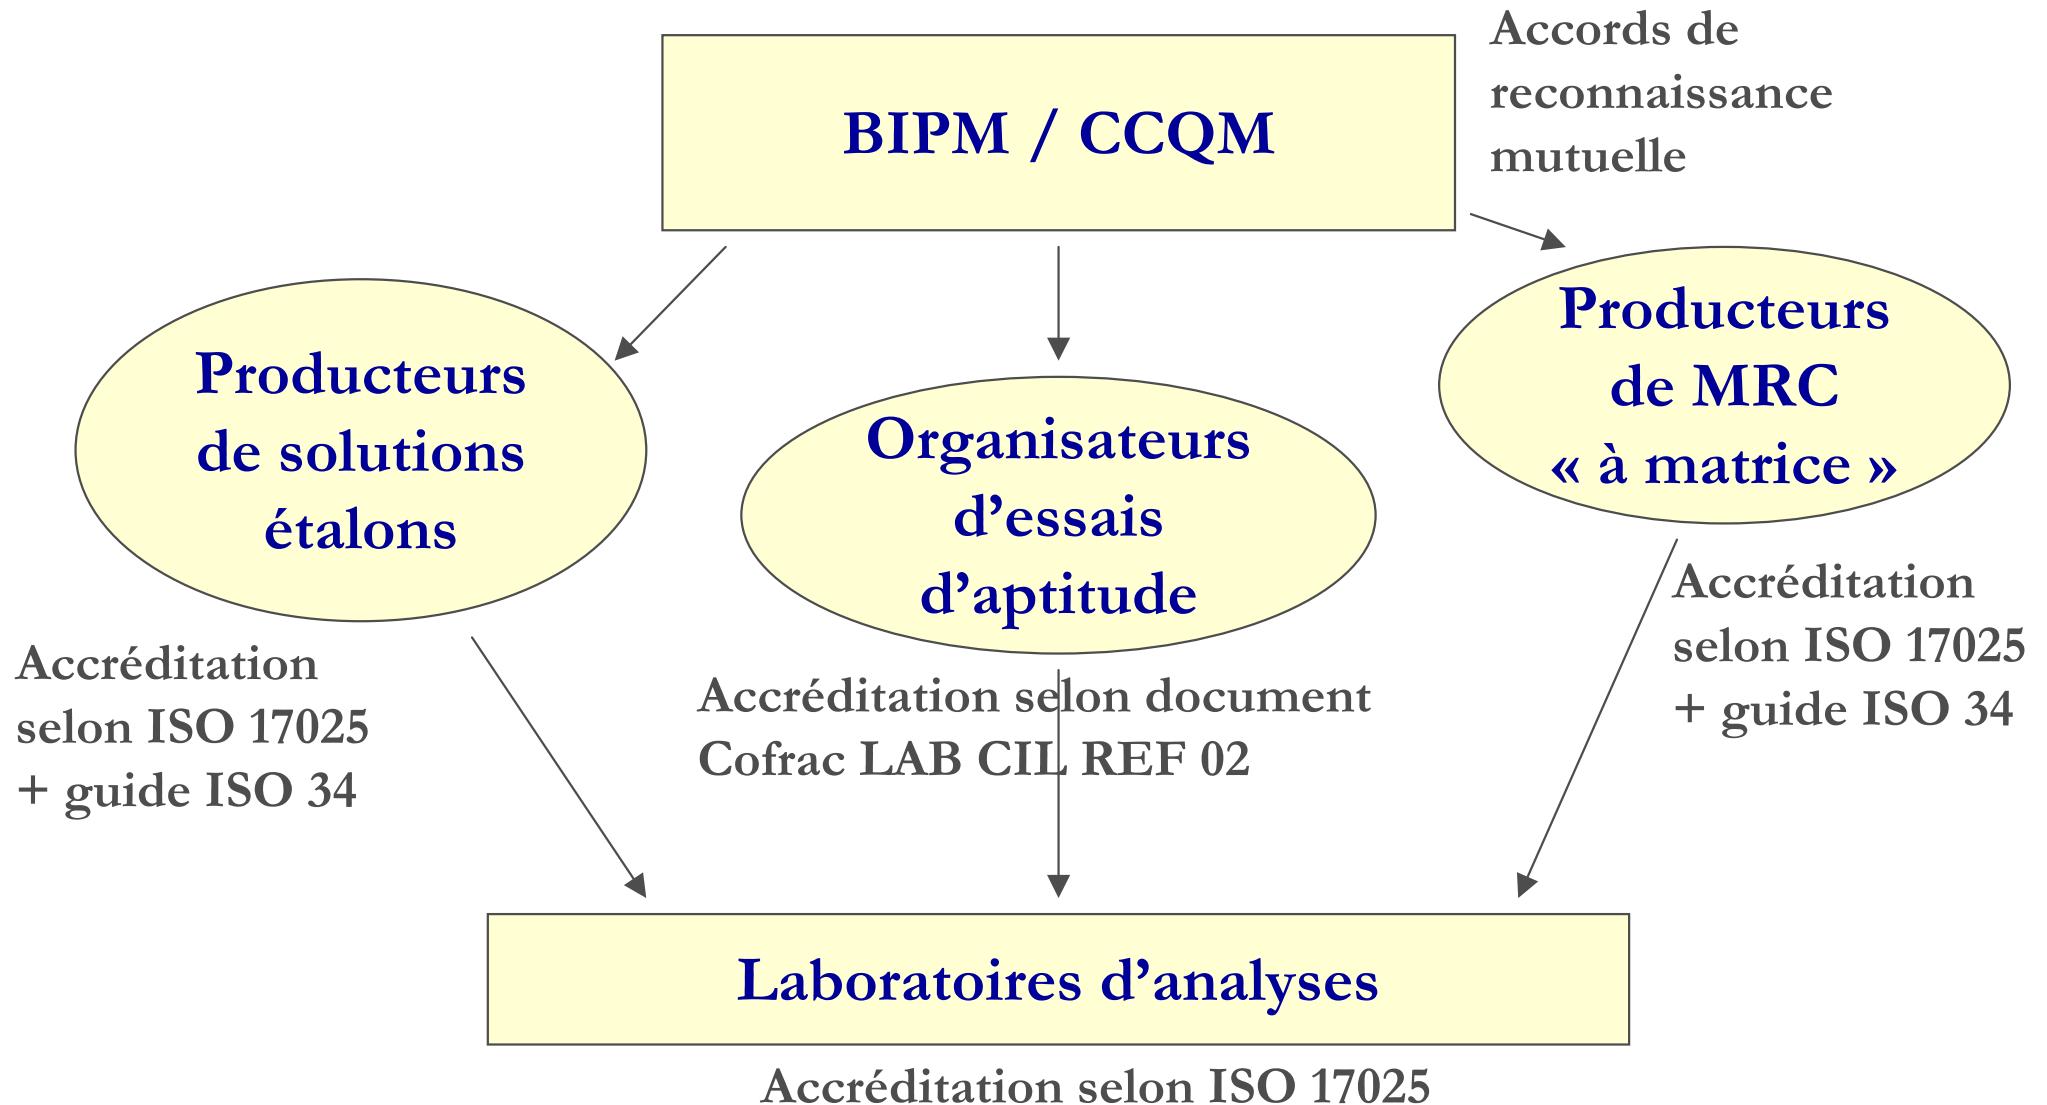 BIPM / CCQM
Accords de
reconnaissance
mutuelle
Producteurs
de solutions
étalons
Organisateurs
d’essais
d’aptitude
Producteurs
de MRC
« à matrice »
Accréditation
selon ISO 17025
+ guide ISO 34
Accréditation selon document
Cofrac LAB CIL REF 02
Accréditation
selon ISO 17025
+ guide ISO 34
Laboratoires d’analyses
Accréditation selon ISO 17025